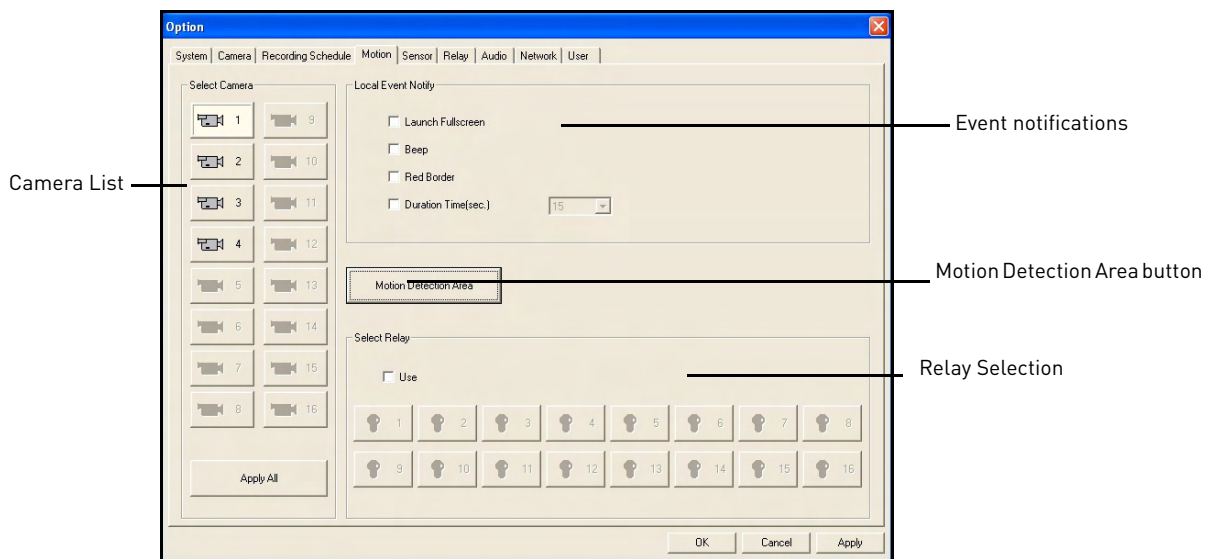 Option
System Camera Recording Schedule Motion Sensor Relay Audio Network User
Select Camera
1 9
2 10
3 11
4 12
5 13
6 14
7 15
8 16
Apply All
Local Event Notify
Launch Fullscreen
Beep
Red Border
Duration Time(sec.) 15
Motion Detection Area
Select Relay
Use
1 2 3 4 5 6 7 8
9 10 11 12 13 14 15 16
OK Cancel Apply
Camera List
Event notifications
Motion Detection Area button
Relay Selection